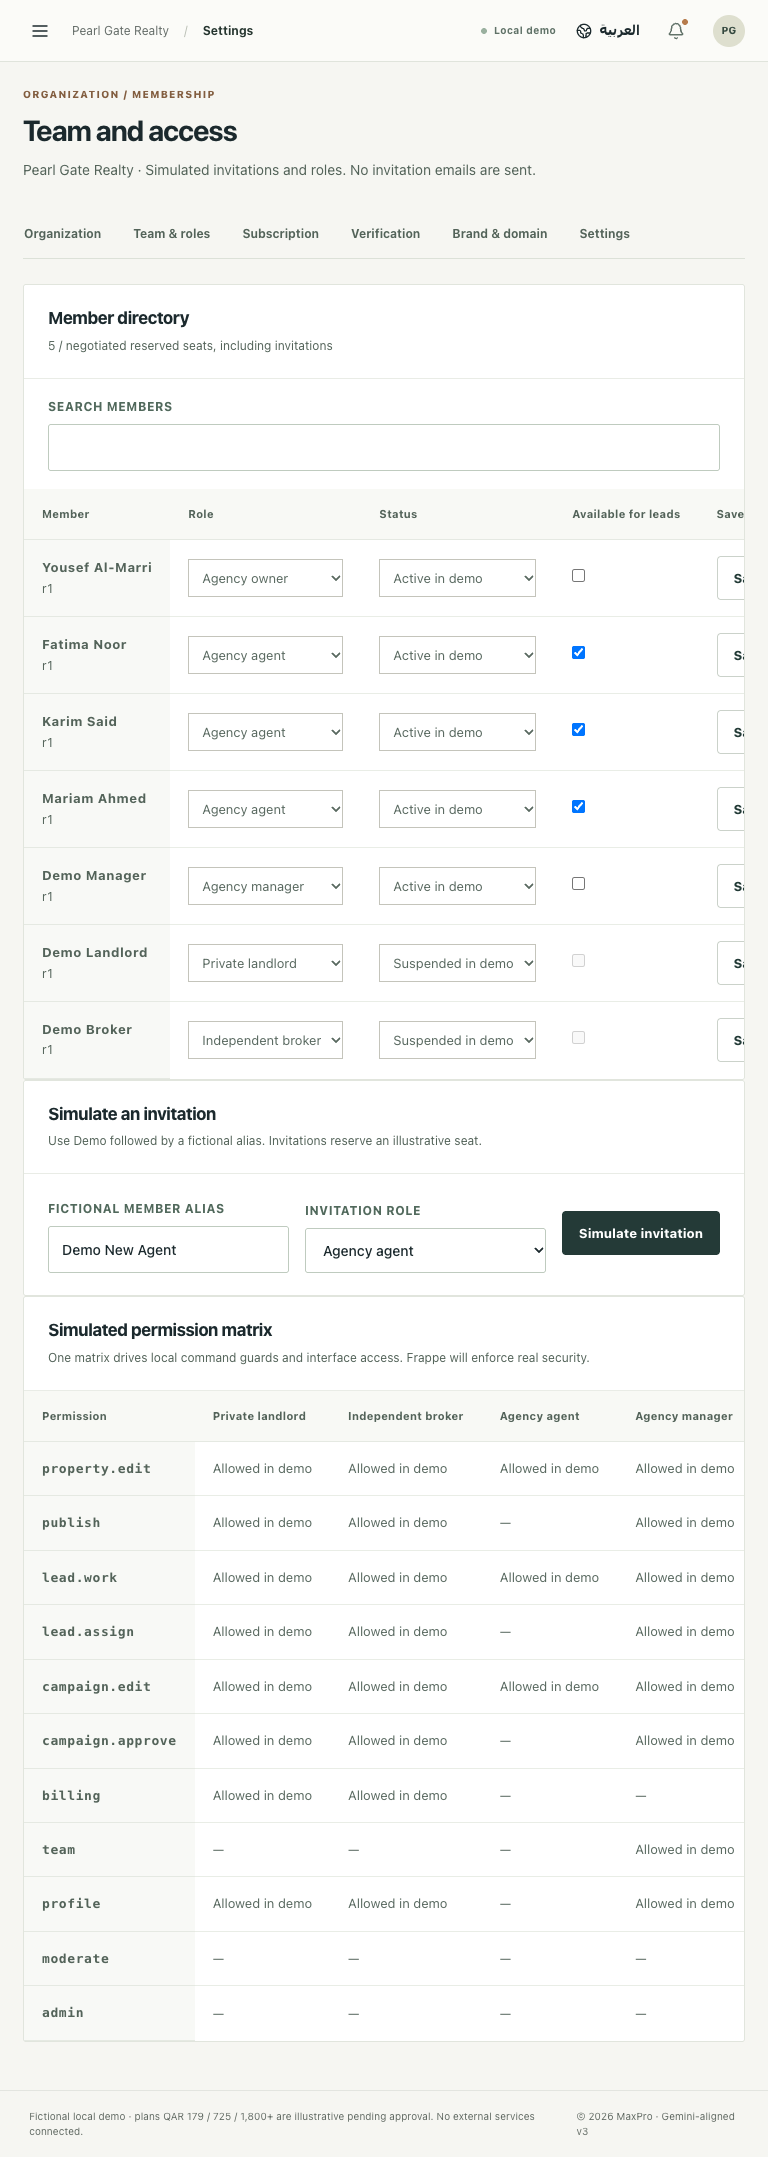 Pearl Gate Realty / Settings
Local demo
العربية
PG
ORGANIZATION / MEMBERSHIP
Team and access
Pearl Gate Realty · Simulated invitations and roles. No invitation emails are sent.
Organization Team & roles Subscription Verification Brand & domain Settings
Member directory
5 / negotiated reserved seats, including invitations
SEARCH MEMBERS
Member Role Status Available for leads Save
Yousef Al-Marri
r1
Agency owner Active in demo Sa
Fatima Noor
r1
Agency agent Active in demo Sa
Karim Said
r1
Agency agent Active in demo Sa
Mariam Ahmed
r1
Agency agent Active in demo Sa
Demo Manager
r1
Agency manager Active in demo Sa
Demo Landlord
r1
Private landlord Suspended in demo Sa
Demo Broker
r1
Independent broker Suspended in demo Sa
Simulate an invitation
Use Demo followed by a fictional alias. Invitations reserve an illustrative seat.
FICTIONAL MEMBER ALIAS
Demo New Agent
INVITATION ROLE
Agency agent
Simulate invitation
Simulated permission matrix
One matrix drives local command guards and interface access. Frappe will enforce real security.
Permission Private landlord Independent broker Agency agent Agency manager
property.edit Allowed in demo Allowed in demo Allowed in demo Allowed in demo
publish Allowed in demo Allowed in demo — Allowed in demo
lead.work Allowed in demo Allowed in demo Allowed in demo Allowed in demo
lead.assign Allowed in demo Allowed in demo — Allowed in demo
campaign.edit Allowed in demo Allowed in demo Allowed in demo Allowed in demo
campaign.approve Allowed in demo Allowed in demo — Allowed in demo
billing Allowed in demo Allowed in demo — —
team — — — Allowed in demo
profile Allowed in demo Allowed in demo — Allowed in demo
moderate — — — —
admin — — — —
Fictional local demo · plans QAR 179 / 725 / 1,800+ are illustrative pending approval. No external services
connected.
© 2026 MaxPro · Gemini-aligned
v3